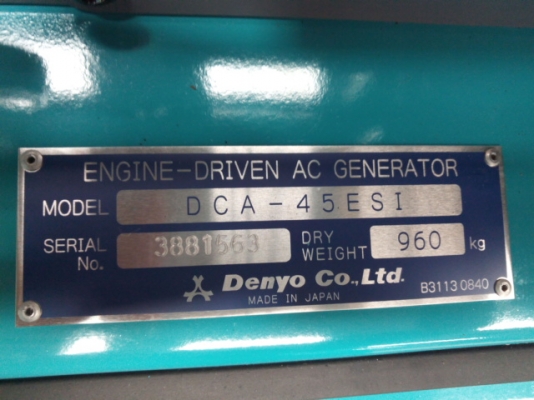 ENGINE-DRIVEN AC GENERATOR
MODEL DCA-45ESI
SERIAL No. 3881563 DRY WEIGHT 960 kg
Denyo Co., Ltd.
MADE IN JAPAN
B3113 0840